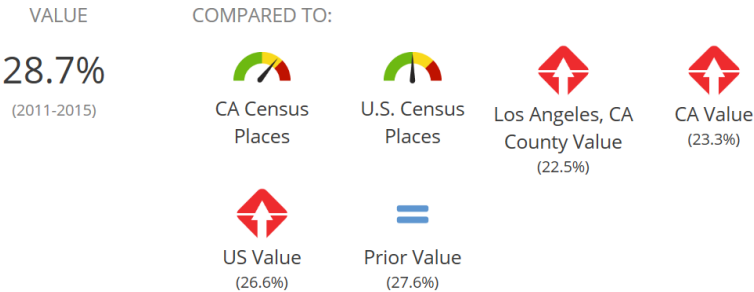 VALUE
COMPARED TO:
28.7%
(2011-2015)
CA Census
Places
U.S. Census
Places
Los Angeles, CA
County Value
(22.5%)
CA Value
(23.3%)
US Value
(26.6%)
Prior Value
(27.6%)